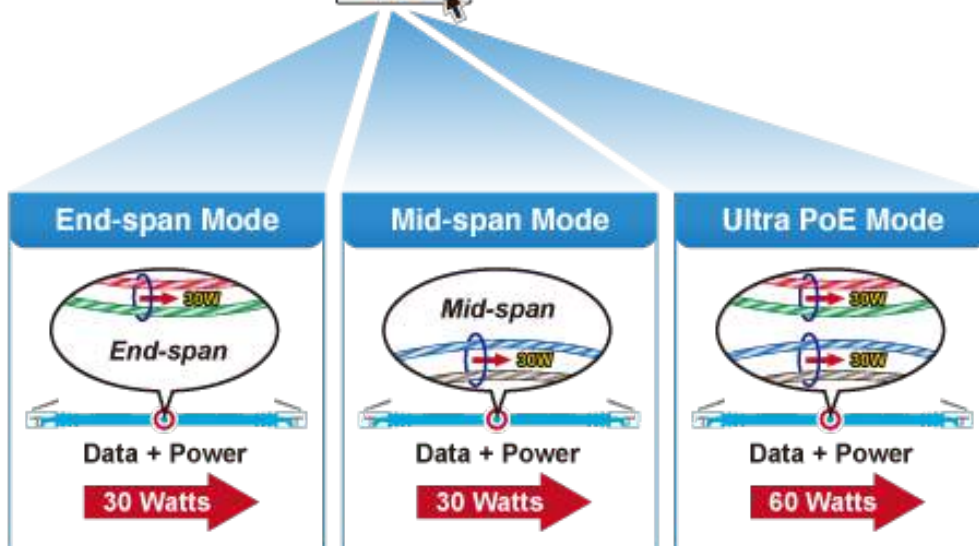 End-span Mode
30W
End-span
Data + Power
30 Watts
Mid-span Mode
Mid-span
30W
Data + Power
30 Watts
Ultra PoE Mode
30W
30W
Data + Power
60 Watts